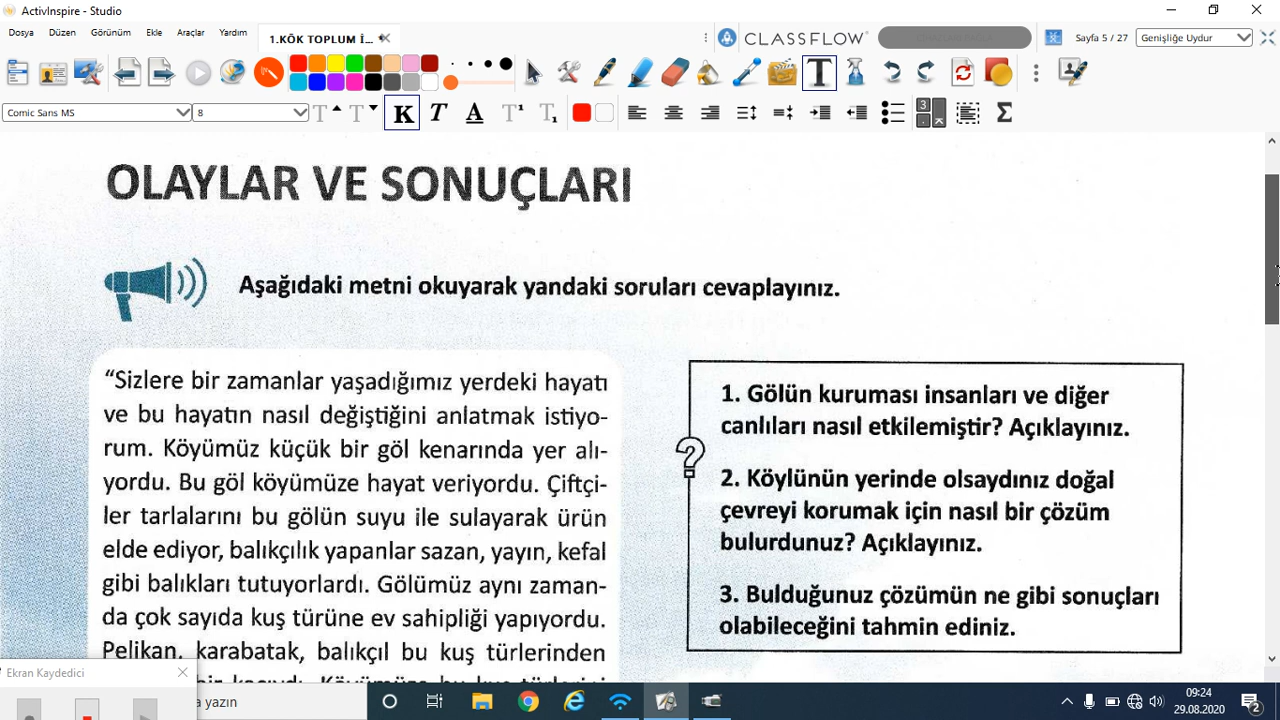 ActivInspire - Studio
Dosya Düzen Görünüm Ekle Araçlar Yardım
1.KÖK TOPLUM İ...
CLASSFLOW
Sayfa 5 / 27
Genişliğe Uydur
Comic Sans MS
8
OLAYLAR VE SONUÇLARI
Aşağıdaki metni okuyarak yandaki soruları cevaplayınız.
“Sizlere bir zamanlar yaşadığımız yerdeki hayatı
ve bu hayatın nasıl değiştiğini anlatmak istiyo-
rum. Köyümüz küçük bir göl kenarında yer alı-
yordu. Bu göl köyümüze hayat veriyordu. Çiftçi-
ler tarlalarını bu gölün suyu ile sulayarak ürün
elde ediyor, balıkçılık yapanlar sazan, yayın, kefal
gibi balıkları tutuyorlardı. Gölümüz aynı zaman-
da çok sayıda kuş türüne ev sahipliği yapıyordu.
Pelikan, karabatak, balıkçıl bu kuş türlerinden
1. Gölün kuruması insanları ve diğer
canlıları nasıl etkilemiştir? Açıklayınız.
2. Köylünün yerinde olsaydınız doğal
çevreyi korumak için nasıl bir çözüm
bulurdunuz? Açıklayınız.
3. Bulduğunuz çözümün ne gibi sonuçları
olabileceğini tahmin ediniz.
Ekran Kaydedici
a yazın
09:24
29.08.2020
2